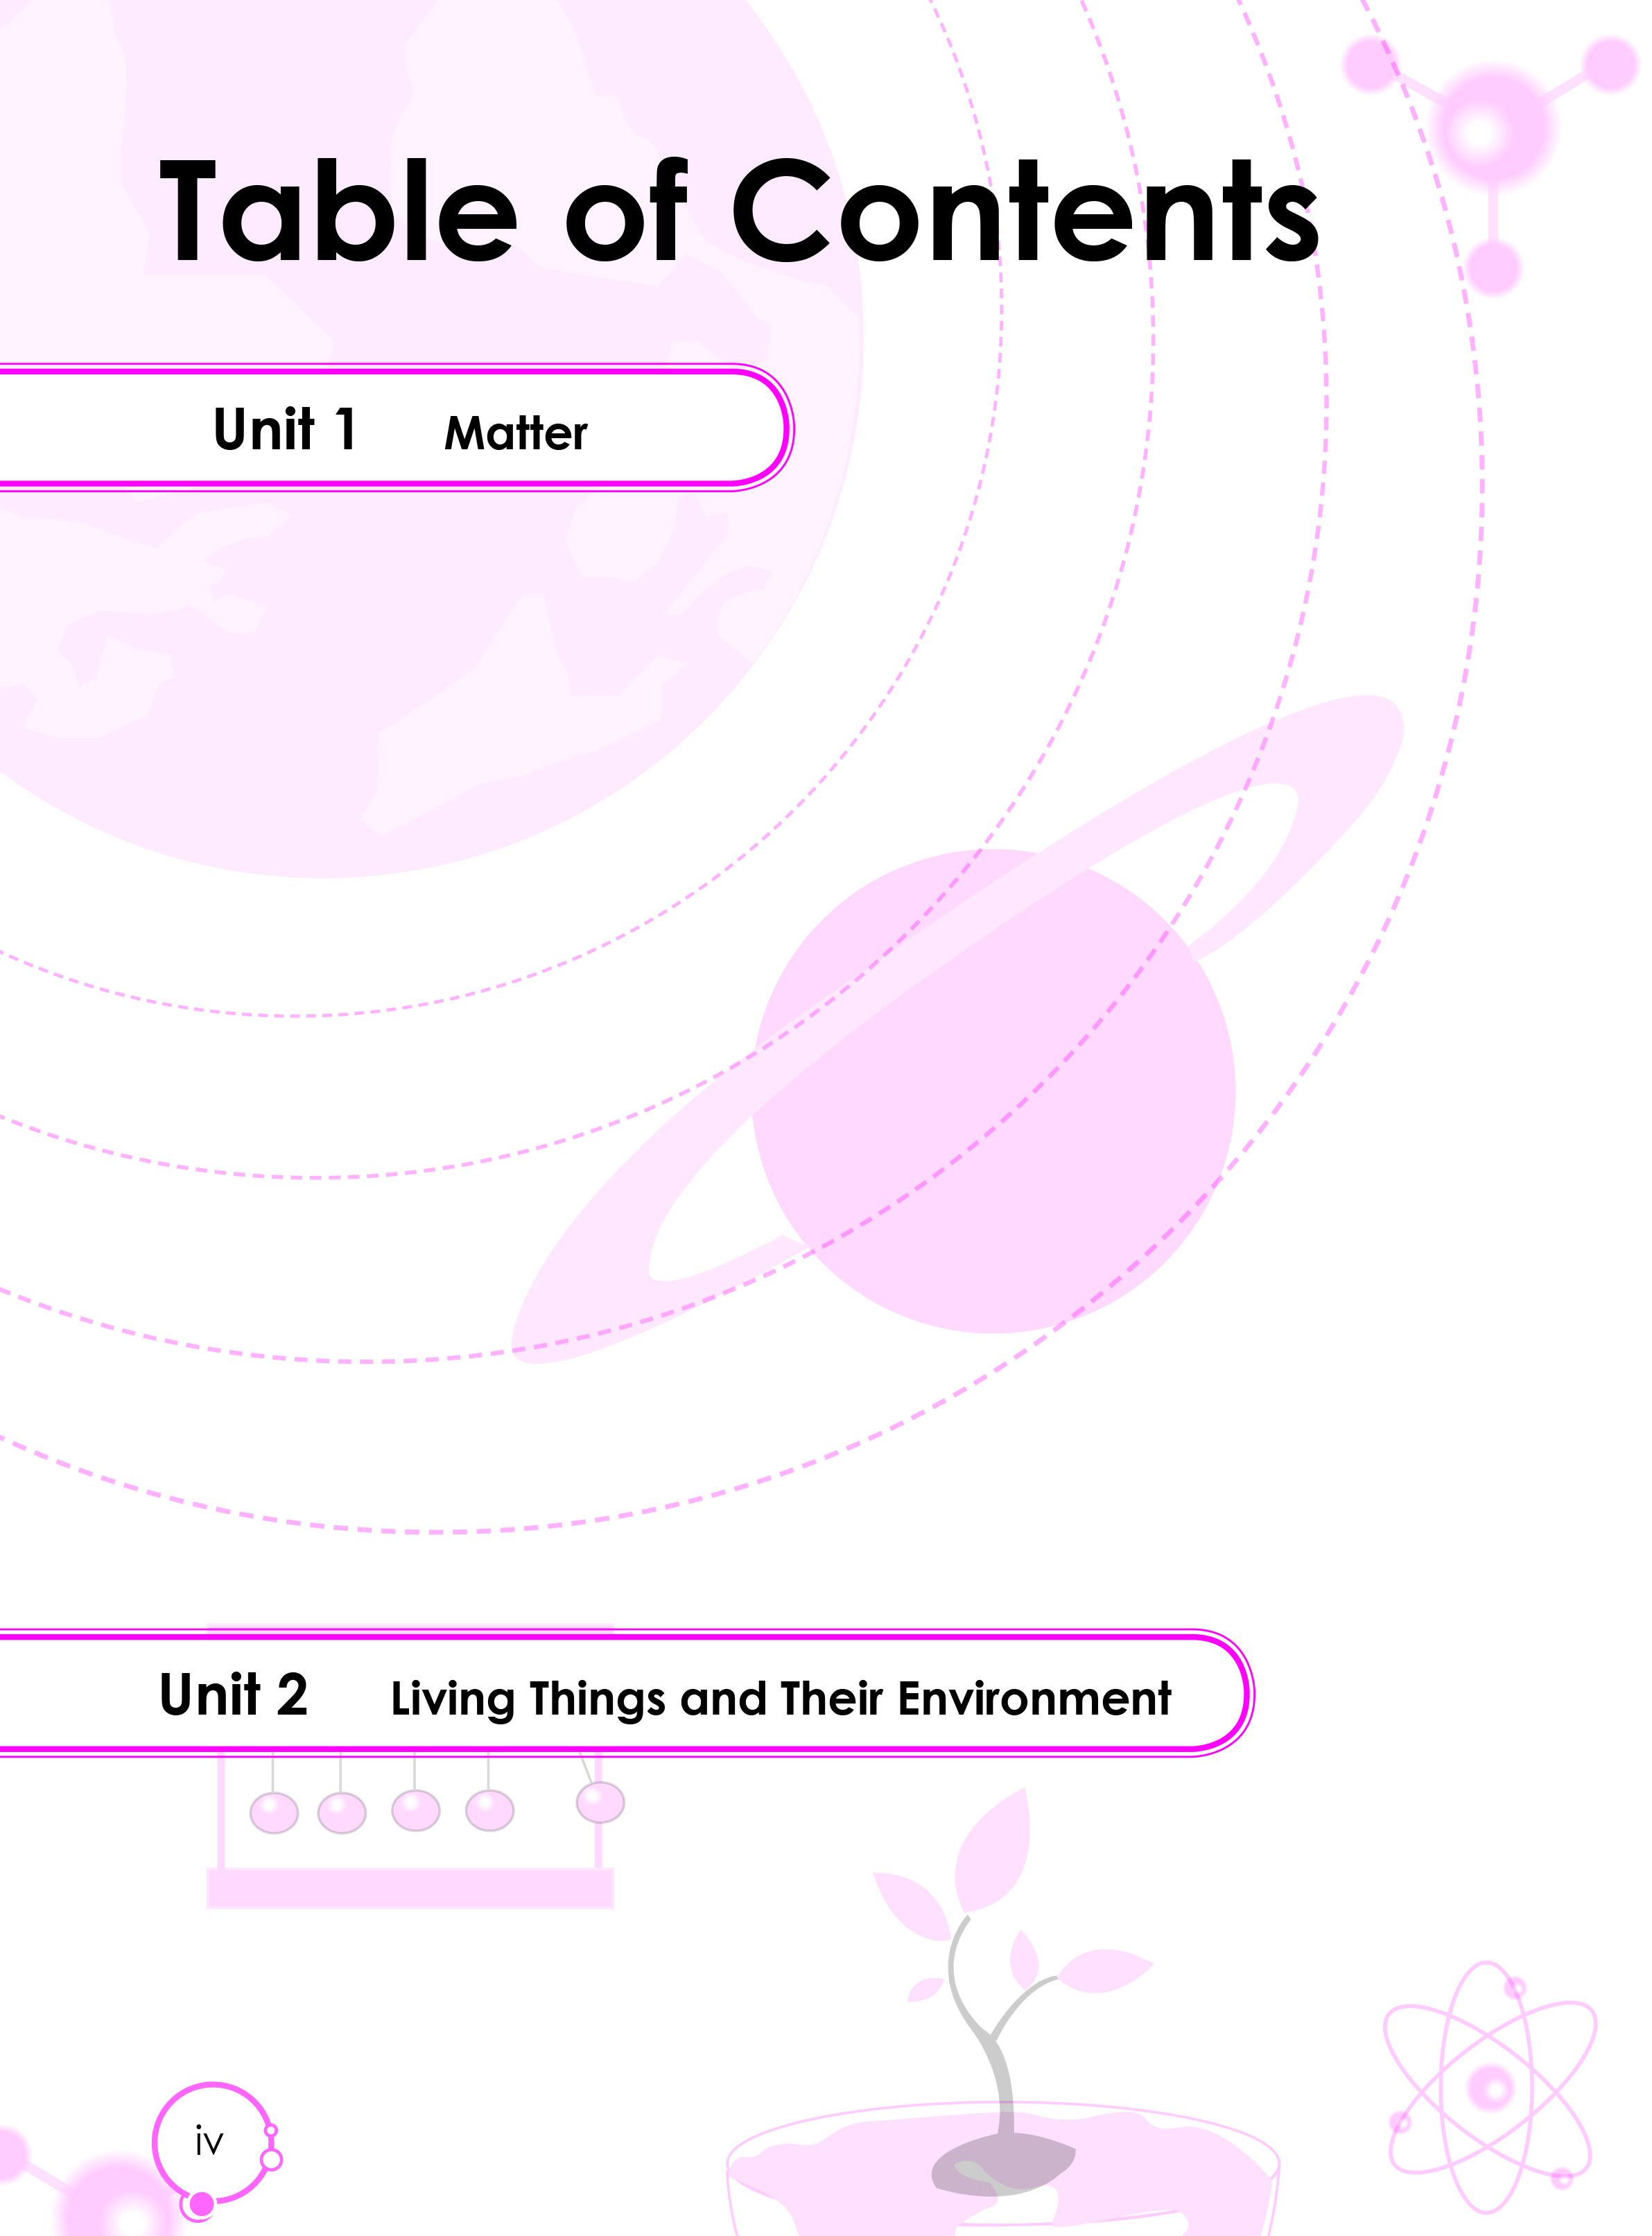 Table of Contents
Unit 1 Matter
Unit 2 Living Things and Their Environment
iv